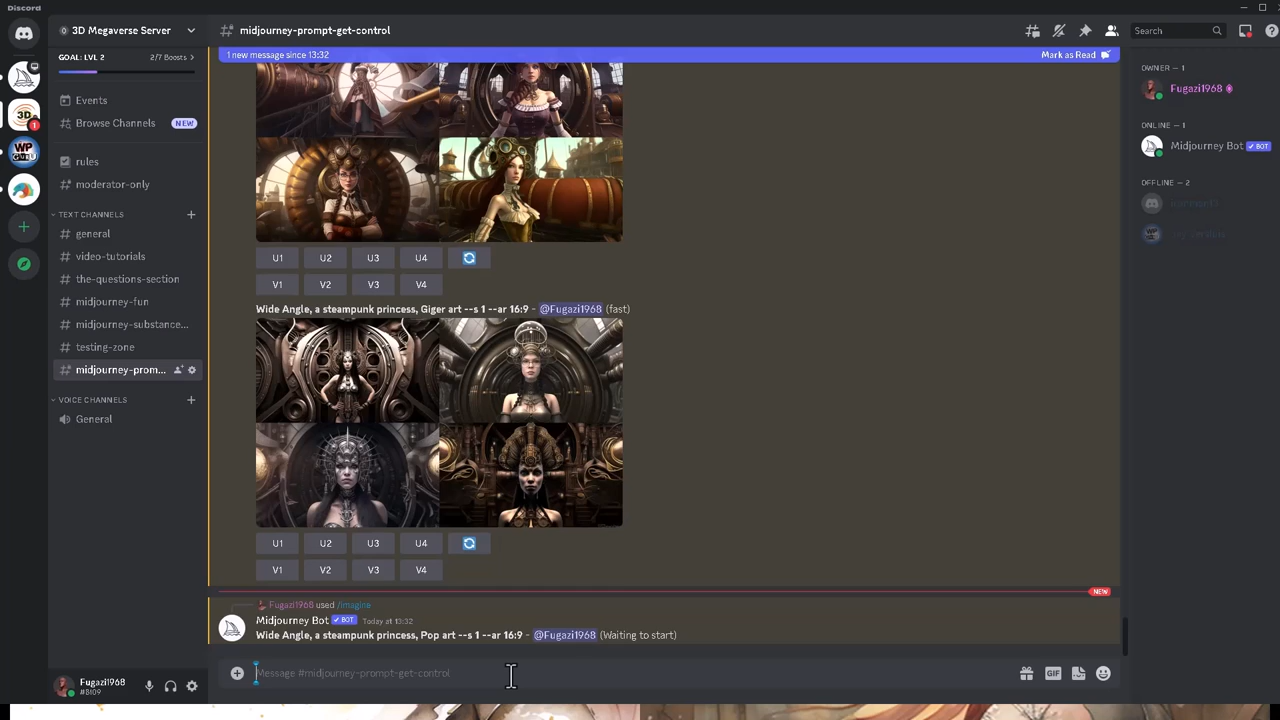 Discord
3D Megaverse Server
midjourney-prompt-get-control
Search
GOAL: LVL 2
2/7 Boosts >
1 new message since 13:32
Mark as Read
Events
Browse Channels
NEW
rules
moderator-only
TEXT CHANNELS
general
video-tutorials
the-questions-section
midjourney-fun
midjourney-substance...
testing-zone
midjourney-prom...
VOICE CHANNELS
General
3D
1
WP
GURU
U1
U2
U3
U4
V1
V2
V3
V4
Wide Angle, a steampunk princess, Giger art --s 1 --ar 16:9 - @Fugazi1968 (fast)
U1
U2
U3
U4
V1
V2
V3
V4
NEW
Fugazi1968 used /imagine
Midjourney Bot
BOT
Today at 13:32
Wide Angle, a steampunk princess, Pop art --s 1 --ar 16:9 - @Fugazi1968 (Waiting to start)
Message #midjourney-prompt-get-control
GIF
Fugazi1968
#8109
OWNER — 1
Fugazi1968
ONLINE — 1
Midjourney Bot
BOT
OFFLINE — 2